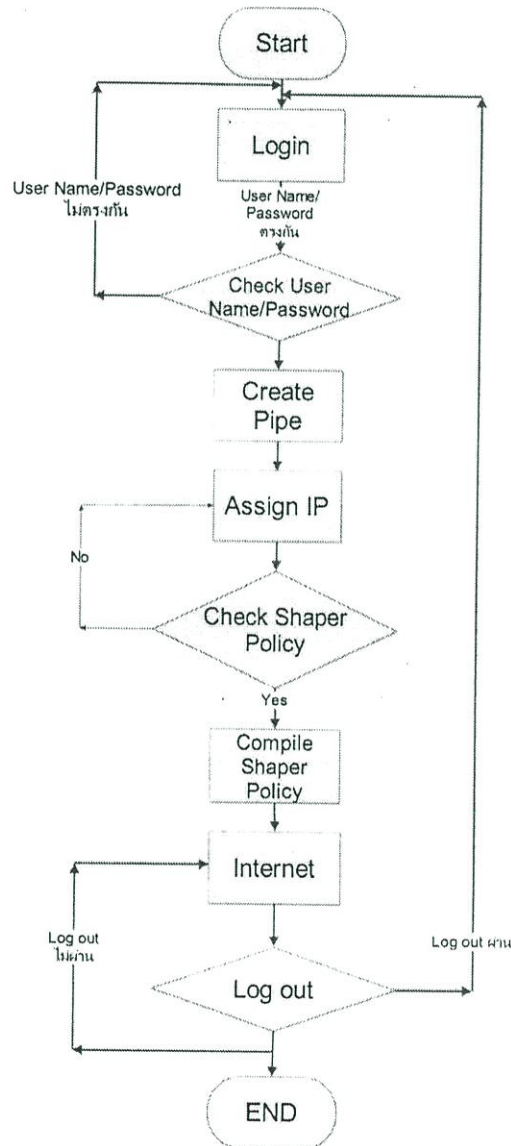 Start
Login
User Name/Password
ไม่ตรงกัน
User Name/
Password
ตรงกัน
Check User
Name/Password
Create
Pipe
Assign IP
No
Check Shaper
Policy
Yes
Compile
Shaper
Policy
Internet
Log out
ไม่ผ่าน
Log out ผ่าน
Log out
END